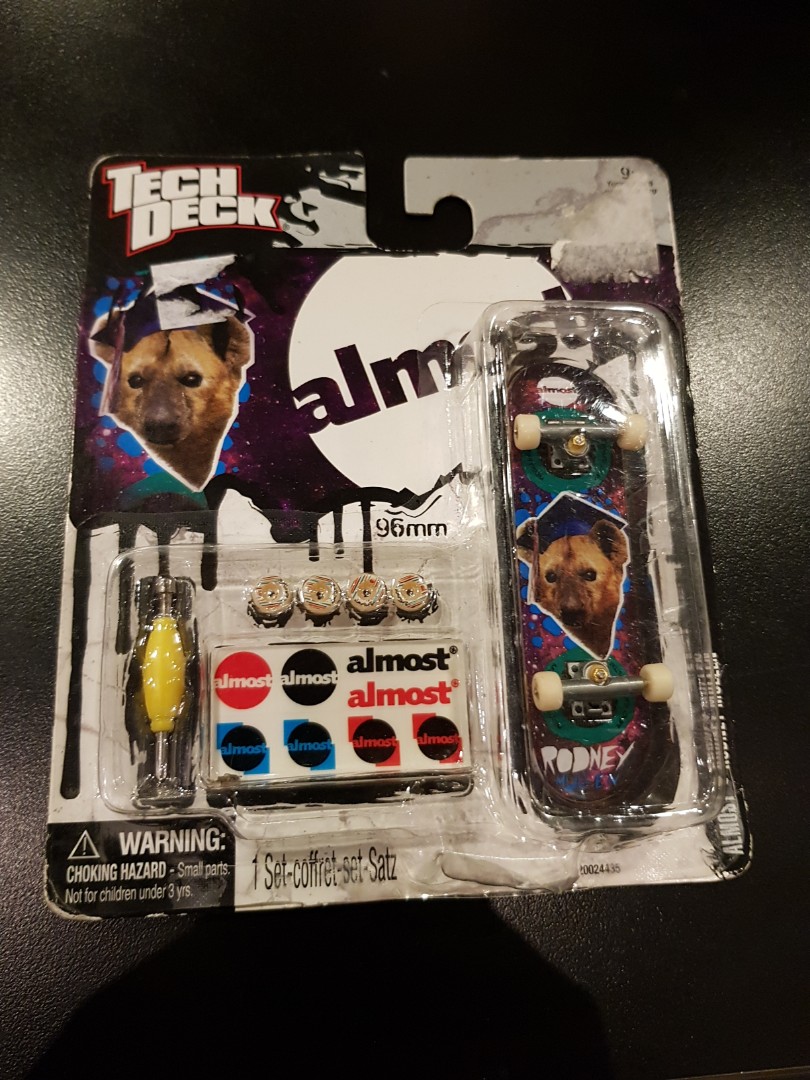 TECH
DECK
almost
96mm
almost
almost
almost®
almost®
almost
almost
almost
almost
RODNEY
WARNING:
CHOKING HAZARD - Small parts.
Not for children under 3 yrs.
1 Set-coffret-set-Satz